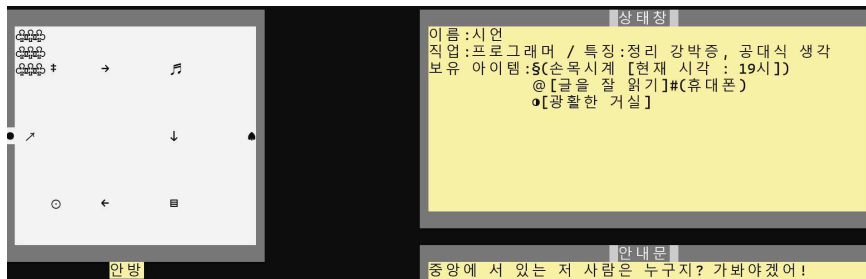 상태창
이름:시언
직업:프로그래머 / 특징:정리 강박증, 공대식 생각
보유 아이템:§(손목시계 [현재 시각 : 19시])
@[글을 잘 읽기]#(휴대폰)
◑[광활한 거실]
‡ → ♬
● ↗ ↓ ♠
⊙ ← ▤
안방
안내문
중앙에 서 있는 저 사람은 누구지? 가봐야겠어!